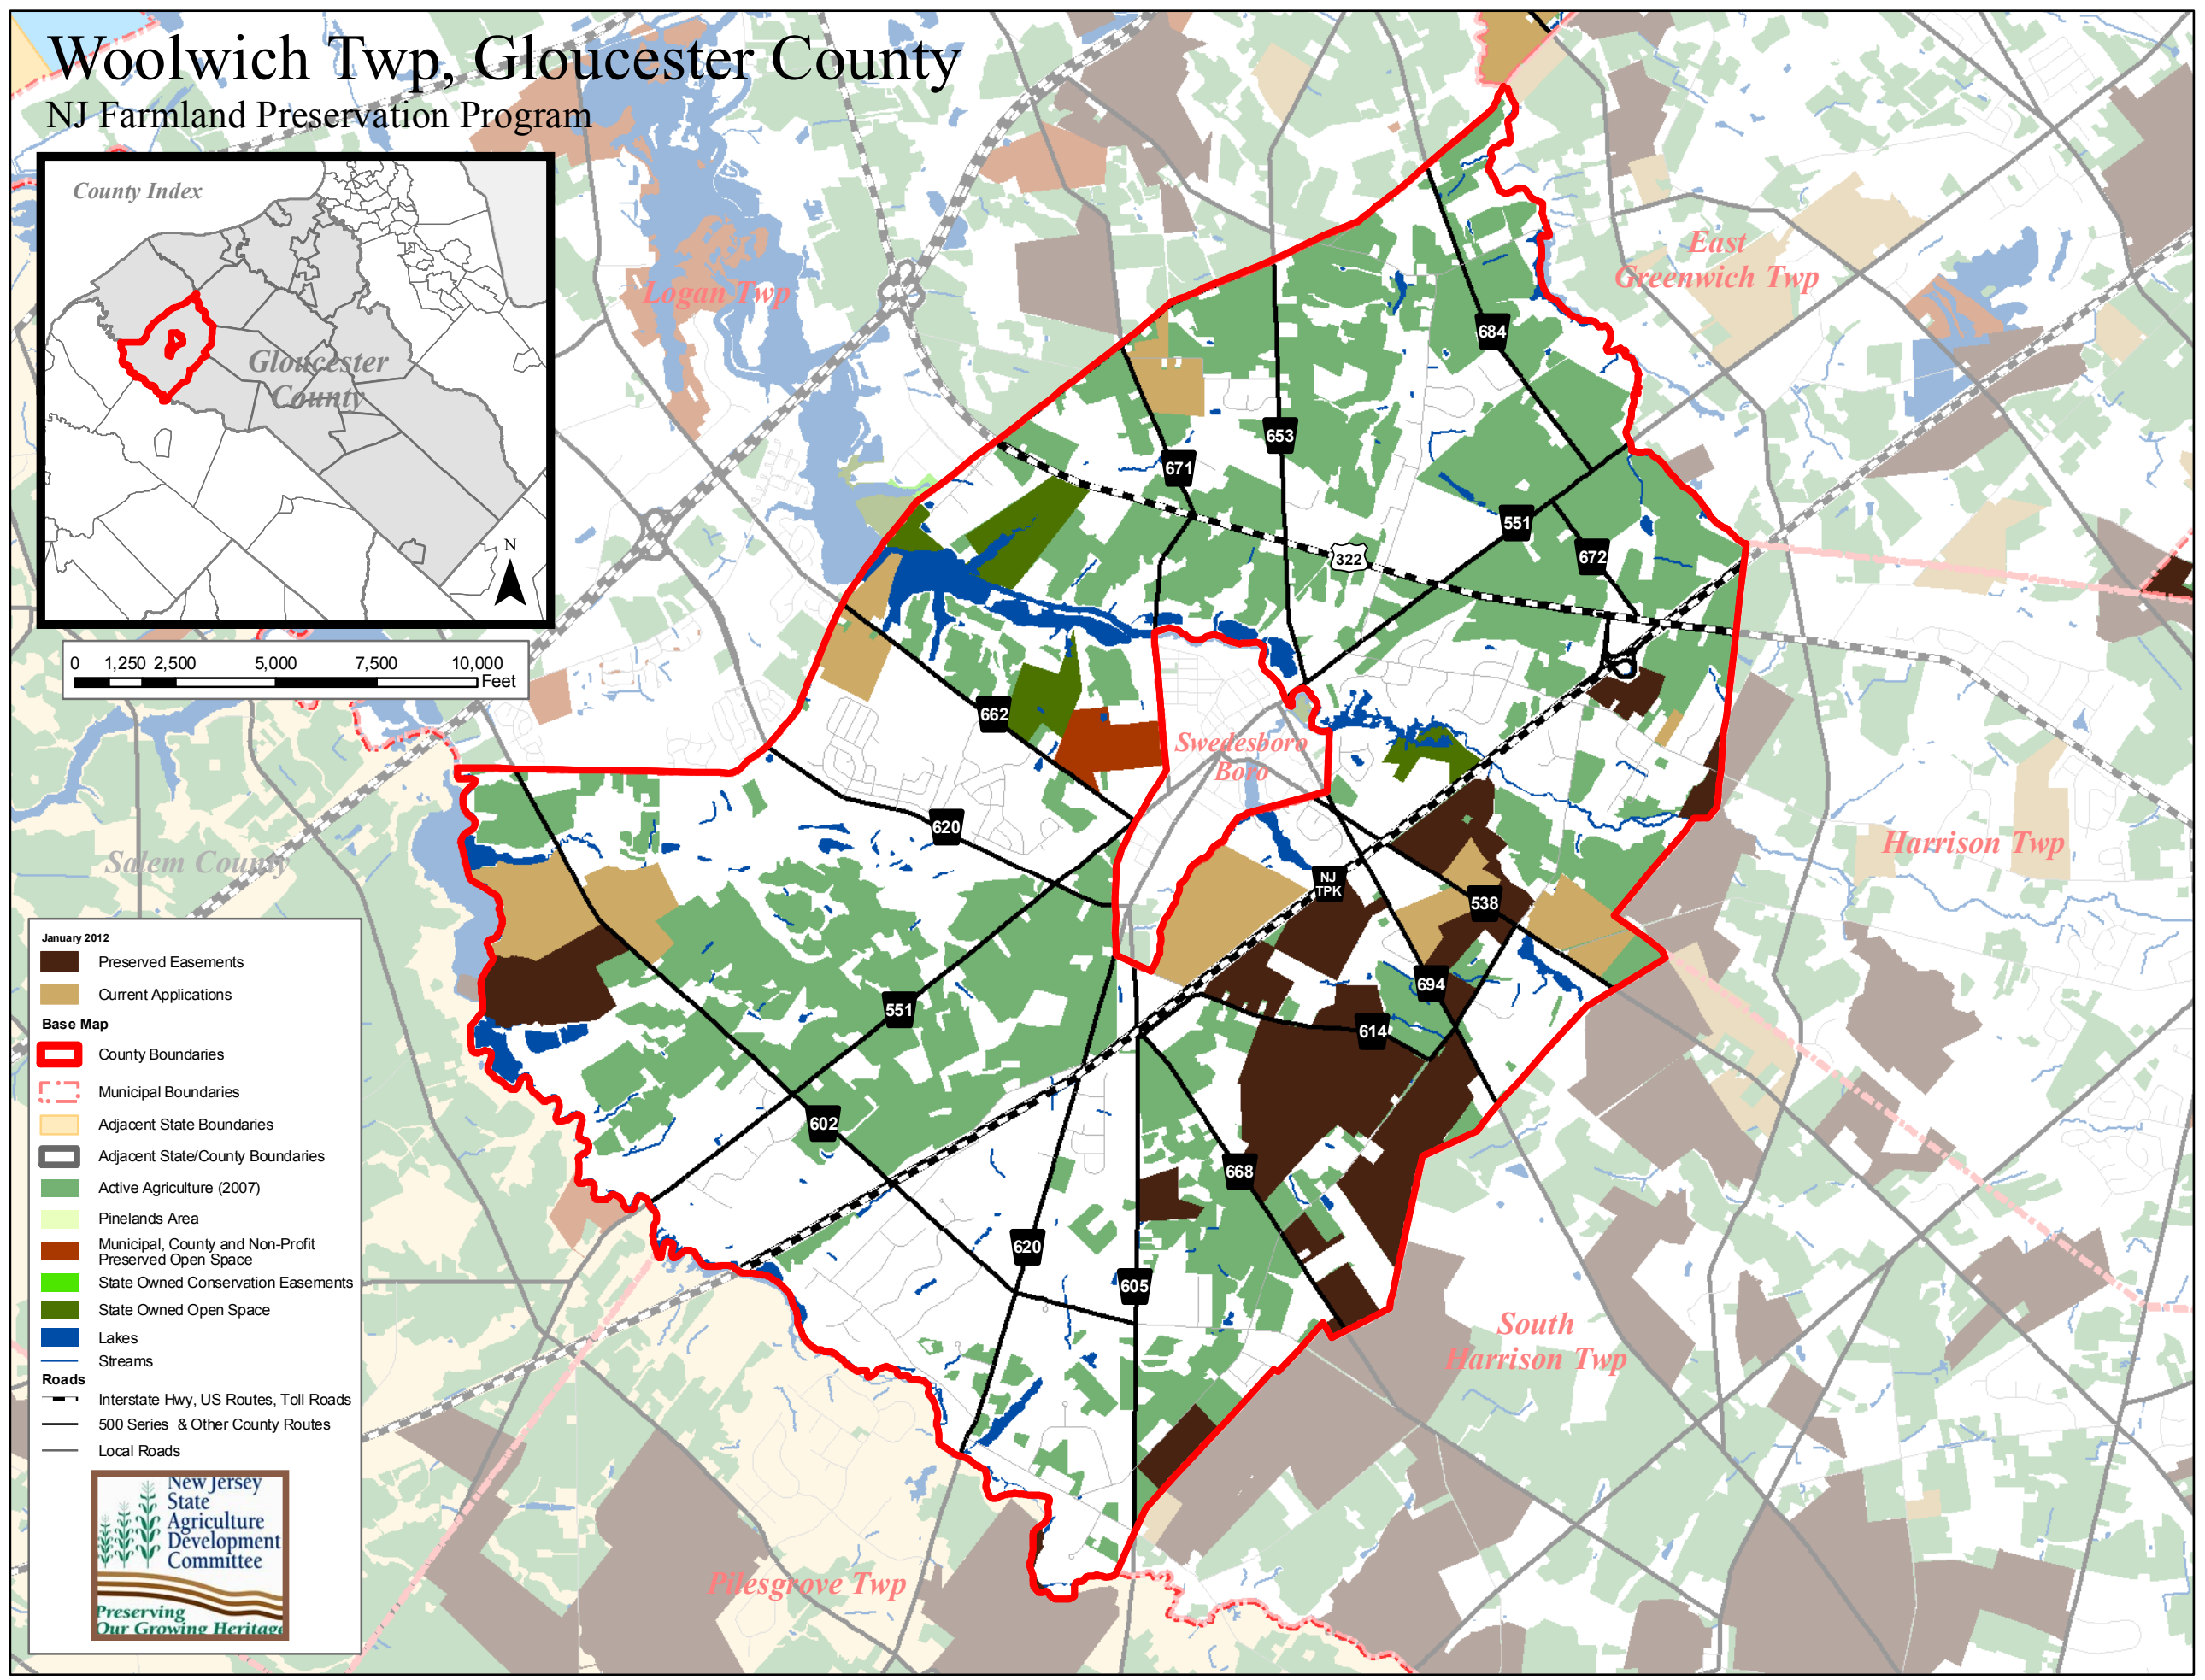 Woolwich Twp, Gloucester County
NJ Farmland Preservation Program
County Index
Gloucester
County
N
0 1,250 2,500 5,000 7,500 10,000
Feet
Logan Twp
East
Greenwich Twp
684
653
671
551
672
322
662
Swedesboro
Boro
620
Salem County
Harrison Twp
NJ
TPK
538
694
551
614
602
668
620
605
South
Harrison Twp
Pilesgrove Twp
January 2012
Preserved Easements
Current Applications
Base Map
County Boundaries
Municipal Boundaries
Adjacent State Boundaries
Adjacent State/County Boundaries
Active Agriculture (2007)
Pinelands Area
Municipal, County and Non-Profit
Preserved Open Space
State Owned Conservation Easements
State Owned Open Space
Lakes
Streams
Roads
Interstate Hwy, US Routes, Toll Roads
500 Series & Other County Routes
Local Roads
New Jersey
State
Agriculture
Development
Committee
Preserving
Our Growing Heritage